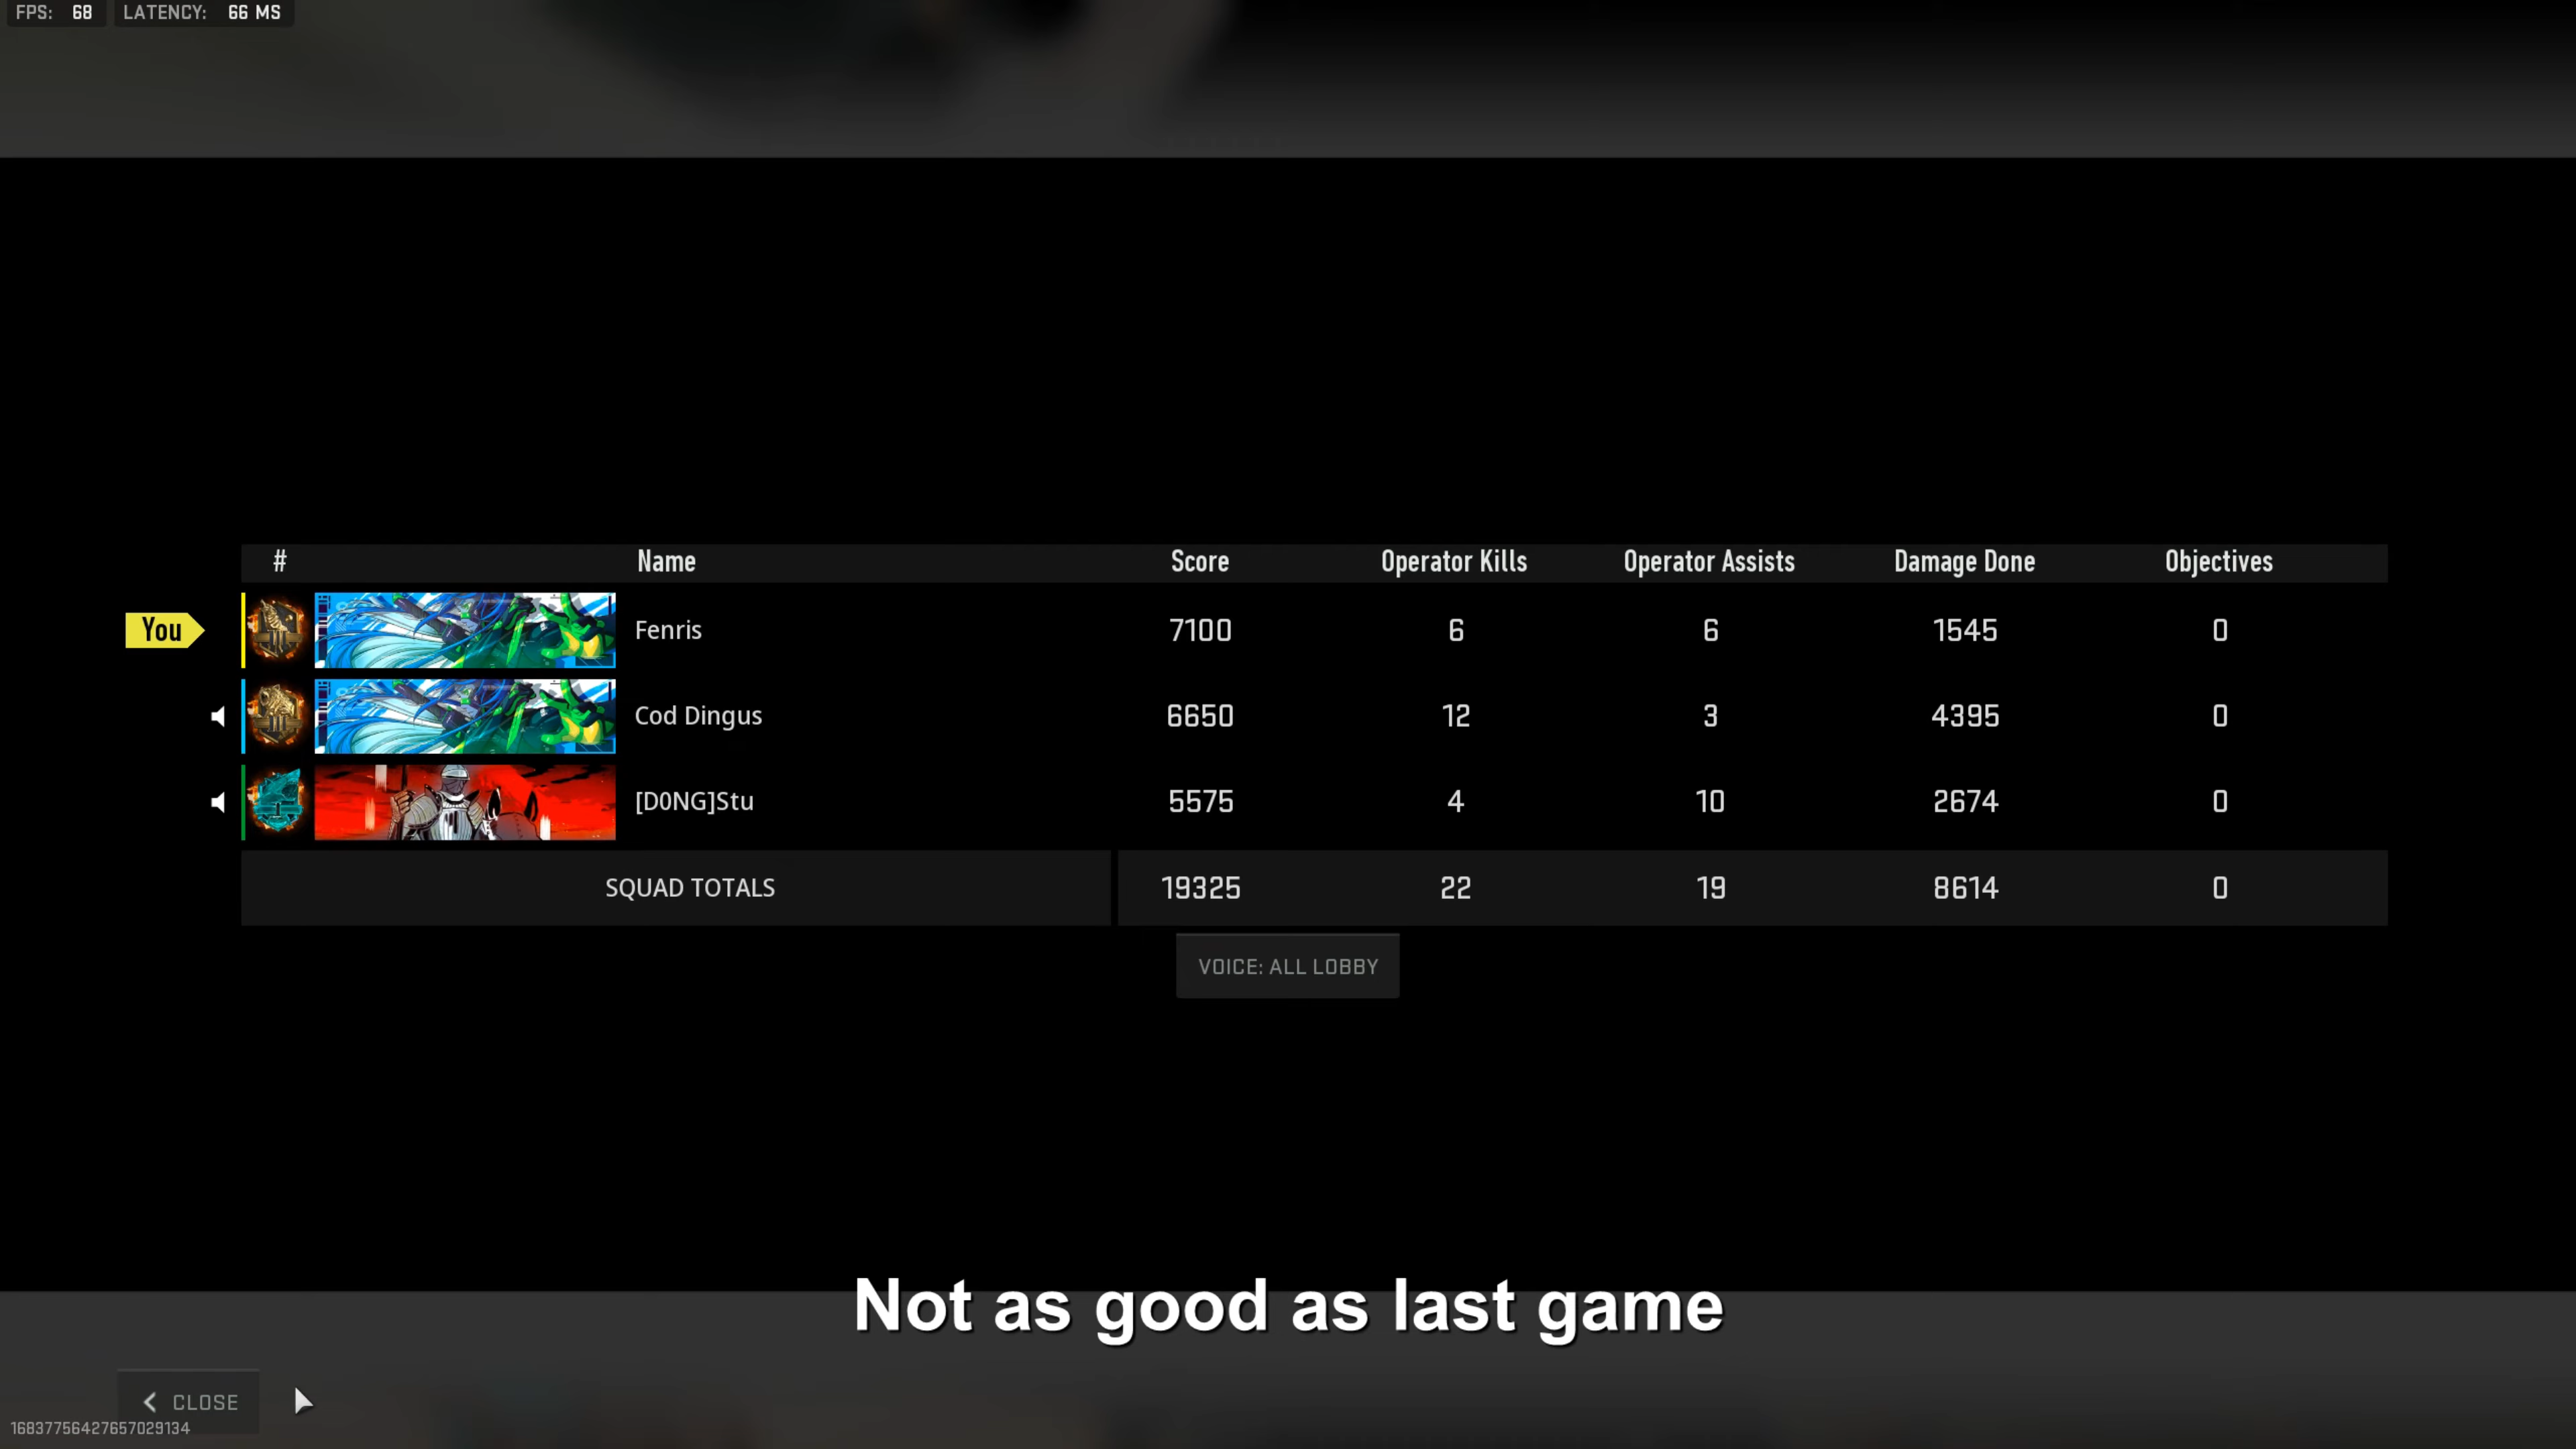 FPS: 68 LATENCY: 66 MS
# Name Score Operator Kills Operator Assists Damage Done Objectives
You Fenris 7100 6 6 1545 0
Cod Dingus 6650 12 3 4395 0
[D0NG]Stu 5575 4 10 2674 0
SQUAD TOTALS 19325 22 19 8614 0
VOICE: ALL LOBBY
Not as good as last game
CLOSE
16837756427657029134